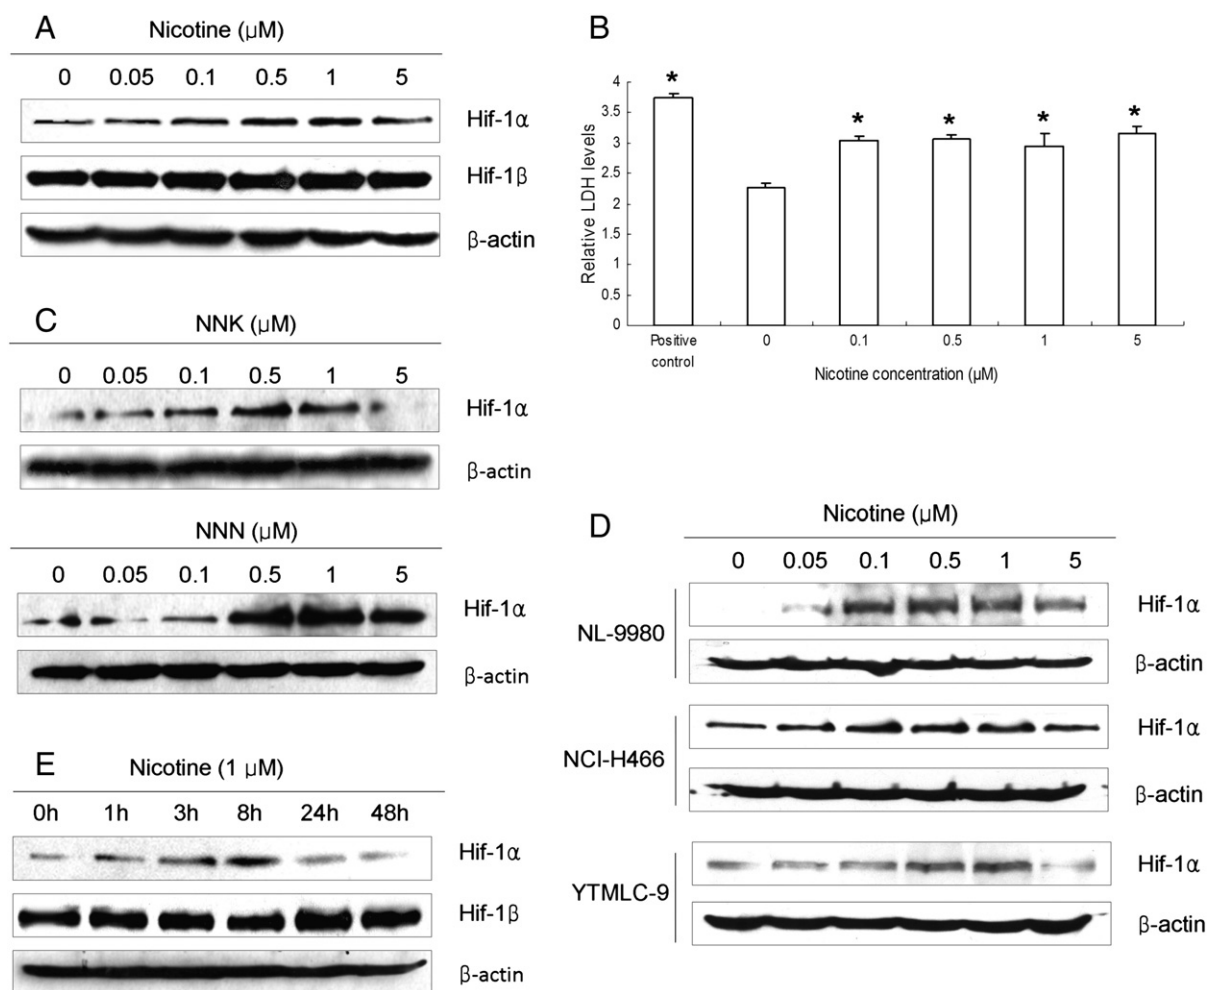 A
Nicotine (µM)
0 0.05 0.1 0.5 1 5
Hif-1α
Hif-1β
β-actin
B
Relative LDH levels
4
3.5
3
2.5
2
1.5
1
0.5
0
* * * * *
Positive control 0 0.1 0.5 1 5
Nicotine concentration (µM)
C
NNK (µM)
0 0.05 0.1 0.5 1 5
Hif-1α
β-actin
NNN (µM)
0 0.05 0.1 0.5 1 5
Hif-1α
β-actin
D
Nicotine (µM)
0 0.05 0.1 0.5 1 5
NL-9980
Hif-1α
β-actin
NCI-H466
Hif-1α
β-actin
YTMLC-9
Hif-1α
β-actin
E
Nicotine (1 µM)
0h 1h 3h 8h 24h 48h
Hif-1α
Hif-1β
β-actin